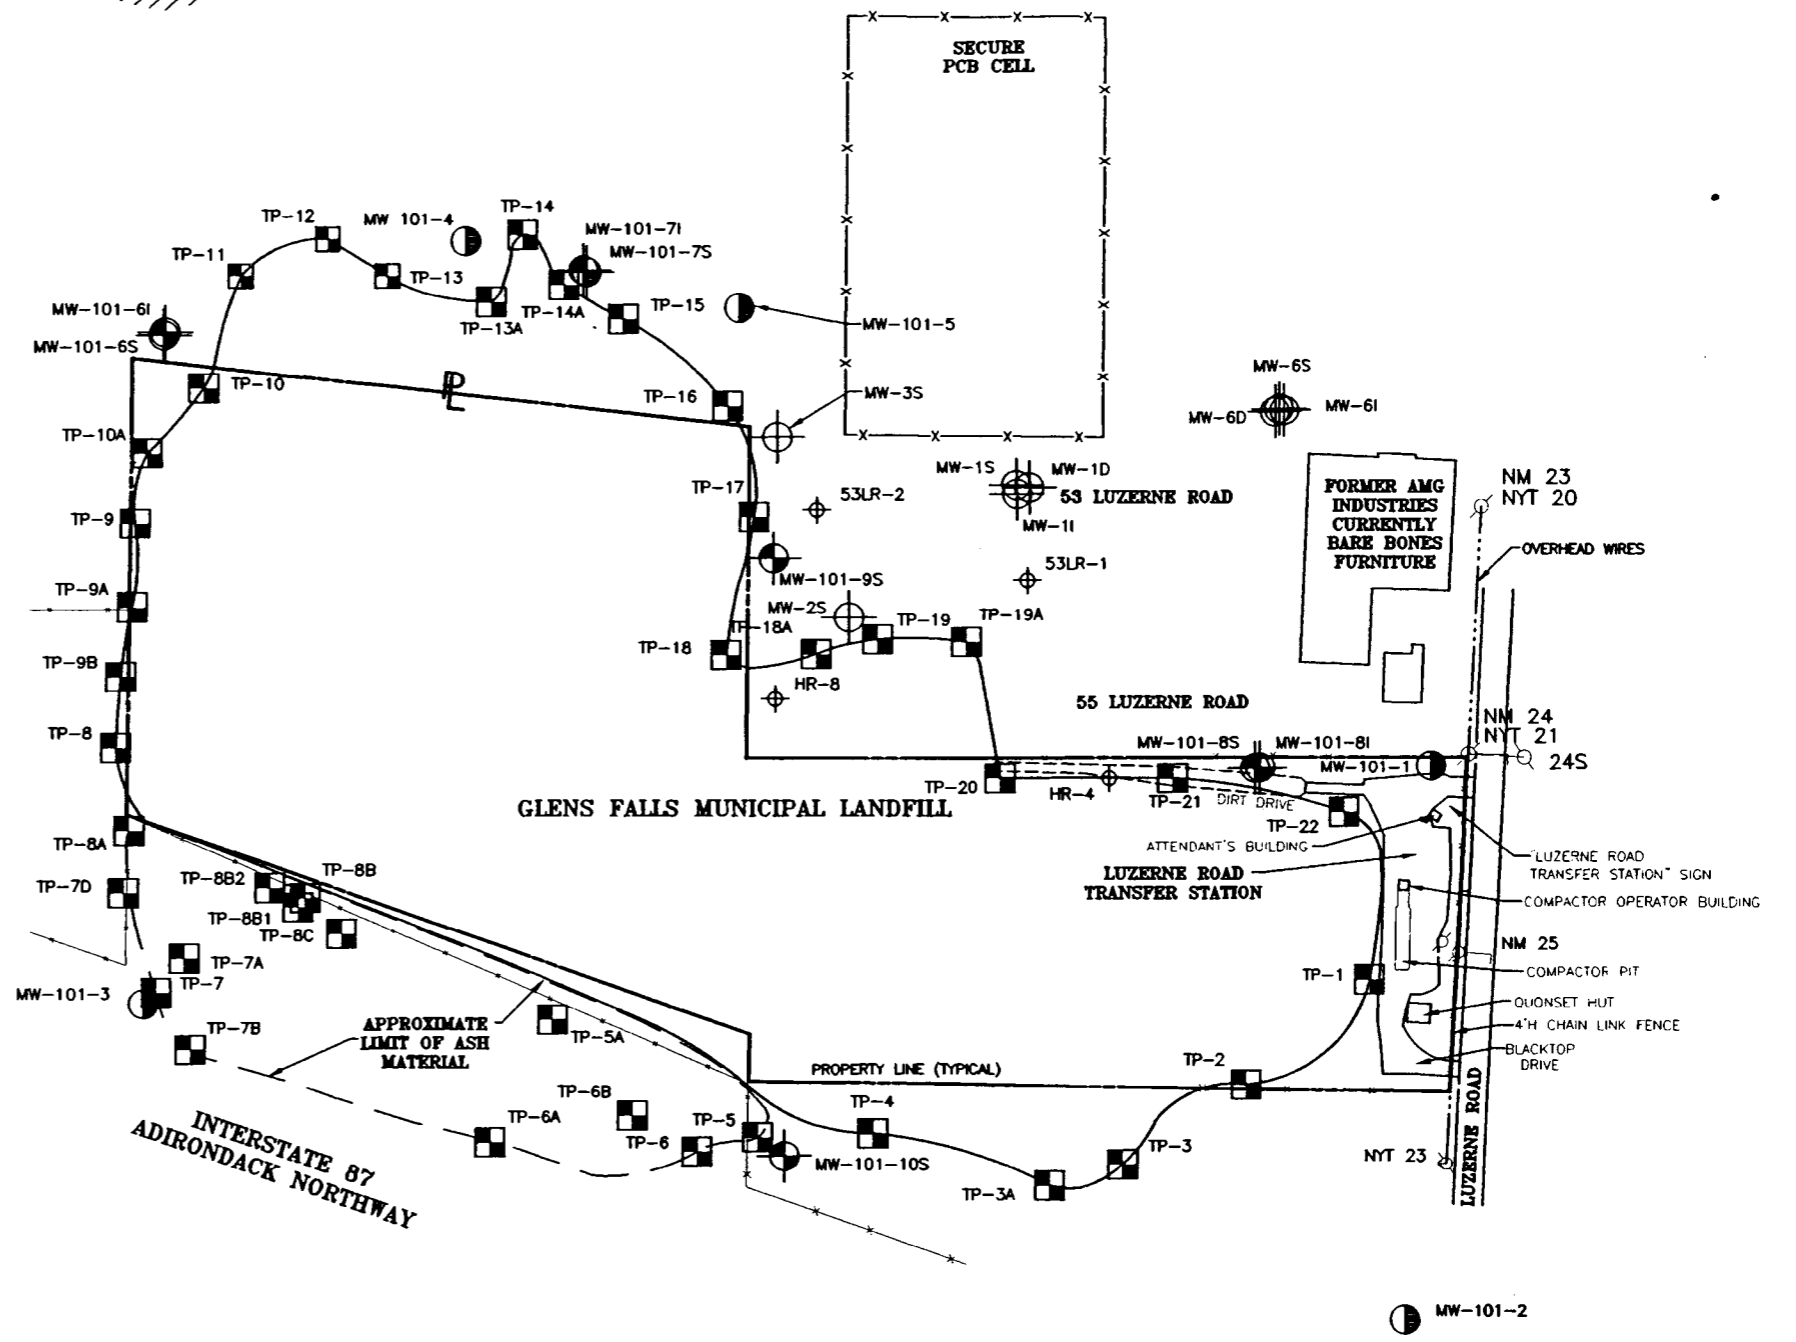 SECURE
PCB CELL
TP-14
TP-12
MW 101-4
MW-101-7I
MW-101-7S
TP-11
TP-13
TP-15
MW-101-6I
TP-13A
TP-14A
MW-101-5
MW-101-6S
MW-6S
TP-10
PL
TP-16
MW-3S
MW-6D
MW-6I
TP-10A
MW-1S
MW-1D
TP-17
53LR-2
53 LUZERNE ROAD
FORMER AMG
INDUSTRIES
CURRENTLY
BARE BONES
FURNITURE
NM 23
NYT 20
TP-9
MW-1I
OVERHEAD WIRES
53LR-1
TP-9A
MW-101-9S
MW-2S
TP-18A
TP-19
TP-19A
TP-18
TP-9B
HR-8
55 LUZERNE ROAD
NM 24
NYT 21
TP-8
MW-101-8S
MW-101-8I
MW-101-1
24S
TP-20
HR-4
TP-21
DIRT DRIVE
GLENS FALLS MUNICIPAL LANDFILL
TP-22
TP-8A
ATTENDANT'S BUILDING
"LUZERNE ROAD
TRANSFER STATION" SIGN
TP-8B
LUZERNE ROAD
TRANSFER STATION
TP-7D
TP-8B2
COMPACTOR OPERATOR BUILDING
TP-8B1
TP-8C
NM 25
TP-7A
TP-1
COMPACTOR PIT
TP-7
MW-101-3
QUONSET HUT
TP-7B
APPROXIMATE
LIMIT OF ASH
MATERIAL
TP-5A
4'H CHAIN LINK FENCE
BLACKTOP
DRIVE
TP-2
PROPERTY LINE (TYPICAL)
TP-6B
TP-4
TP-6A
TP-5
TP-6
INTERSTATE 87
ADIRONDACK NORTHWAY
TP-3
NYT 23
LUZERNE ROAD
MW-101-10S
TP-3A
MW-101-2